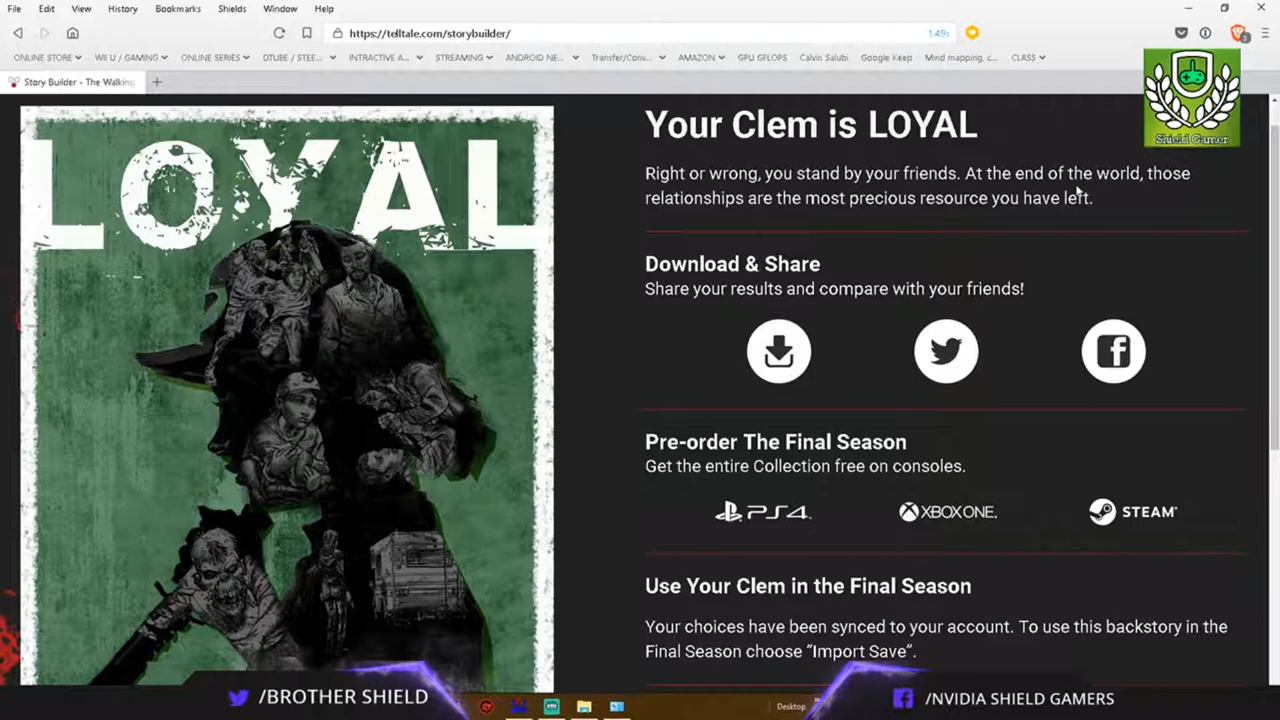 File Edit View History Bookmarks Shields Window Help
https://telltale.com/storybuilder/ 1.49s 2
ONLINE STORE WII U / GAMING ONLINE SERIES DTUBE / STEE... INTRACTIVE A... STREAMING ANDROID NE... Transfer/Conv... AMAZON GPU GFLOPS Calvin Salubi Google Keep Mind mapping, c... CLASS
Story Builder - The Walking
Shield Gamer
LOYAL
Your Clem is LOYAL
Right or wrong, you stand by your friends. At the end of the world, those
relationships are the most precious resource you have left.
Download & Share
Share your results and compare with your friends!
Pre-order The Final Season
Get the entire Collection free on consoles.
PS4 XBOX ONE STEAM
Use Your Clem in the Final Season
Your choices have been synced to your account. To use this backstory in the
Final Season choose “Import Save”.
/BROTHER SHIELD
Desktop
/NVIDIA SHIELD GAMERS